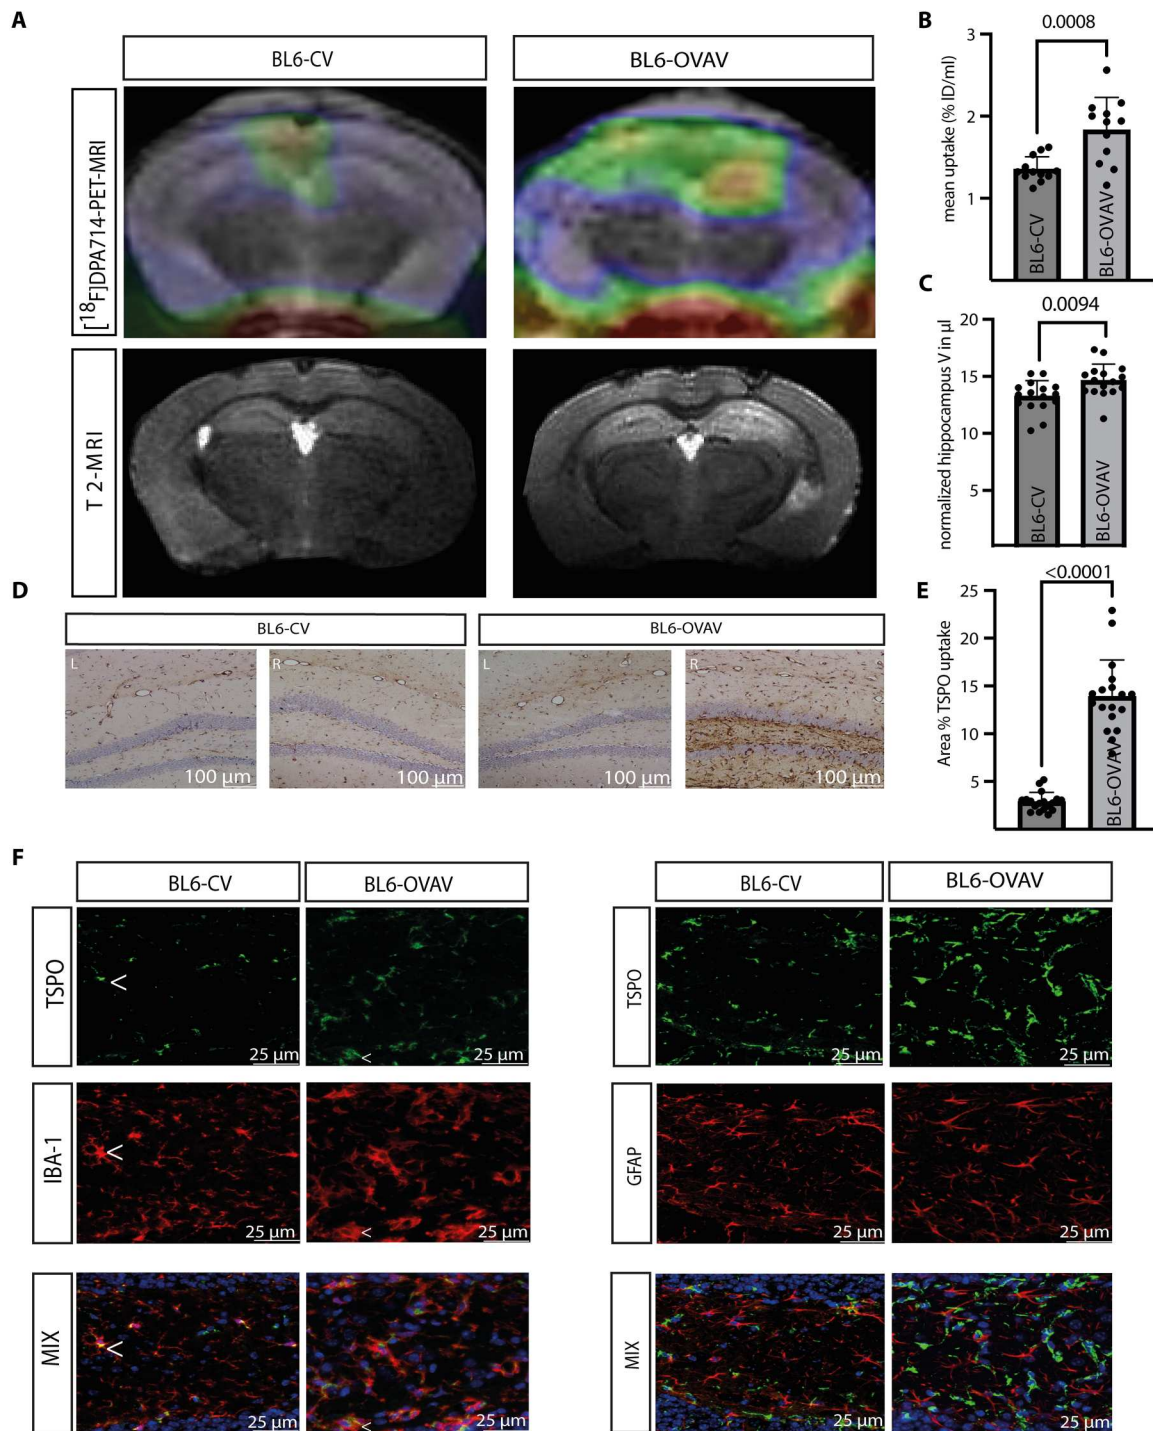 A
BL6-CV
BL6-OVAV
[18F]DPA714-PET-MRI
T 2-MRI
B
0.0008
mean uptake (% ID/ml)
3
2
1
BL6-CV
BL6-OVAV
C
0.0094
normalized hippocampus V in µl
20
15
10
5
BL6-CV
BL6-OVAV
D
BL6-CV
BL6-OVAV
L
R
L
R
100 µm
100 µm
100 µm
100 µm
E
<0.0001
Area % TSPO uptake
25
20
15
10
5
BL6-OVAV
F
BL6-CV
BL6-OVAV
BL6-CV
BL6-OVAV
TSPO
<
25 µm
<
25 µm
TSPO
25 µm
25 µm
IBA-1
<
25 µm
<
25 µm
GFAP
25 µm
25 µm
MIX
<
25 µm
<
25 µm
MIX
25 µm
25 µm